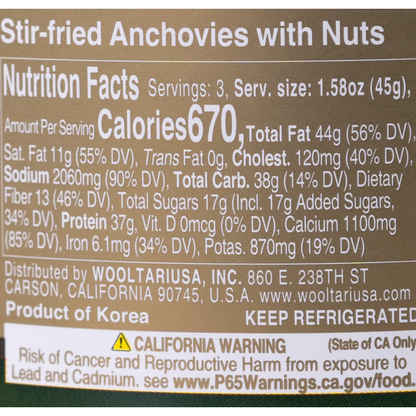 Stir-fried Anchovies with Nuts
Nutrition Facts Servings: 3, Serv. size: 1.58oz (45g),
Amount Per Serving Calories 670, Total Fat 44g (56% DV),
Sat. Fat 11g (55% DV), Trans Fat 0g, Cholest. 120mg (40% DV),
Sodium 2060mg (90% DV), Total Carb. 38g (14% DV), Dietary
Fiber 13 (46% DV), Total Sugars 17g (Incl. 17g Added Sugars,
34% DV), Protein 37g, Vit. D 0mcg (0% DV), Calcium 1100mg
(85% DV), Iron 6.1mg (34% DV), Potas. 870mg (19% DV)
Distributed by WOOLTARIUSA, INC. 860 E. 238TH ST
CARSON, CALIFORNIA 90745, U.S.A. www.wooltariusa.com
Product of Korea KEEP REFRIGERATED
CALIFORNIA WARNING (State of CA Only
Risk of Cancer and Reproductive Harm from exposure to
Lead and Cadmium. see www.P65Warnings.ca.gov/food.